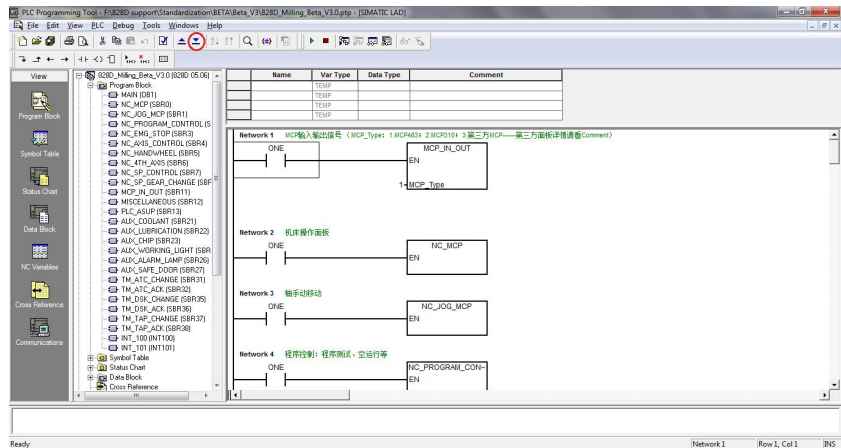 PLC Programming Tool - F:\828D support\Standardization\BETA\Beta_V3\828D_Milling_Beta_V3.0.ptp - [SIMATIC LAD]
File Edit View PLC Debug Tools Windows Help
View
Program Block
Symbol Table
Status Chart
Data Block
NC Variables
Cross Reference
Communications
828D_Milling_Beta_V3.0 (828D 05.06)
Program Block
MAIN (OB1)
NC_MCP (SBR0)
NC_JOG_MCP (SBR1)
NC_PROGRAM_CONTROL (S
NC_EMG_STOP (SBR3)
NC_AXIS_CONTROL (SBR4)
NC_HANDWHEEL (SBR5)
NC_4TH_AXIS (SBR6)
NC_SP_CONTROL (SBR7)
NC_SP_GEAR_CHANGE (SBF
MCP_IN_OUT (SBR11)
MISCELLANEOUS (SBR12)
PLC_ASUP (SBR13)
AUX_COOLANT (SBR21)
AUX_LUBRICATION (SBR22)
AUX_CHIP (SBR23)
AUX_WORKING_LIGHT (SBR
AUX_ALARM_LAMP (SBR26)
AUX_SAFE_DOOR (SBR27)
TM_ATC_CHANGE (SBR31)
TM_ATC_ACK (SBR32)
TM_DSK_CHANGE (SBR35)
TM_DSK_ACK (SBR36)
TM_TAP_CHANGE (SBR37)
TM_TAP_ACK (SBR38)
INT_100 (INT100)
INT_101 (INT101)
Symbol Table
Status Chart
Data Block
Cross Reference
Name Var Type Data Type Comment
TEMP
TEMP
TEMP
TEMP
Network 1 MCP输入输出信号（MCP_Type: 1.MCP483; 2.MCP310; 3.第三方MCP——第三方面板详情请看Comment）
ONE MCP_IN_OUT
EN
1 MCP_Type
Network 2 机床操作面板
ONE NC_MCP
EN
Network 3 轴手动移动
ONE NC_JOG_MCP
EN
Network 4 程序控制：程序测试、空运行等
ONE NC_PROGRAM_CON~
EN
Ready Network 1 Row 1, Col 1 INS